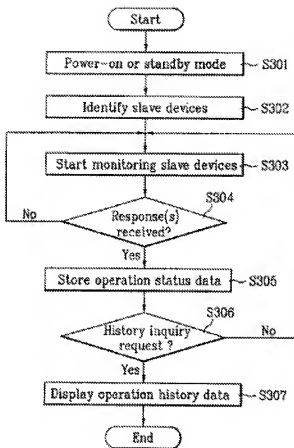 Start
Power-on or standby mode
S301
Identify slave devices
S302
Start monitoring slave devices
S303
S304
Response(s)
received?
No
Yes
Store operation status data
S305
S306
History inquiry
request ?
No
Yes
Display operation history data
S307
End